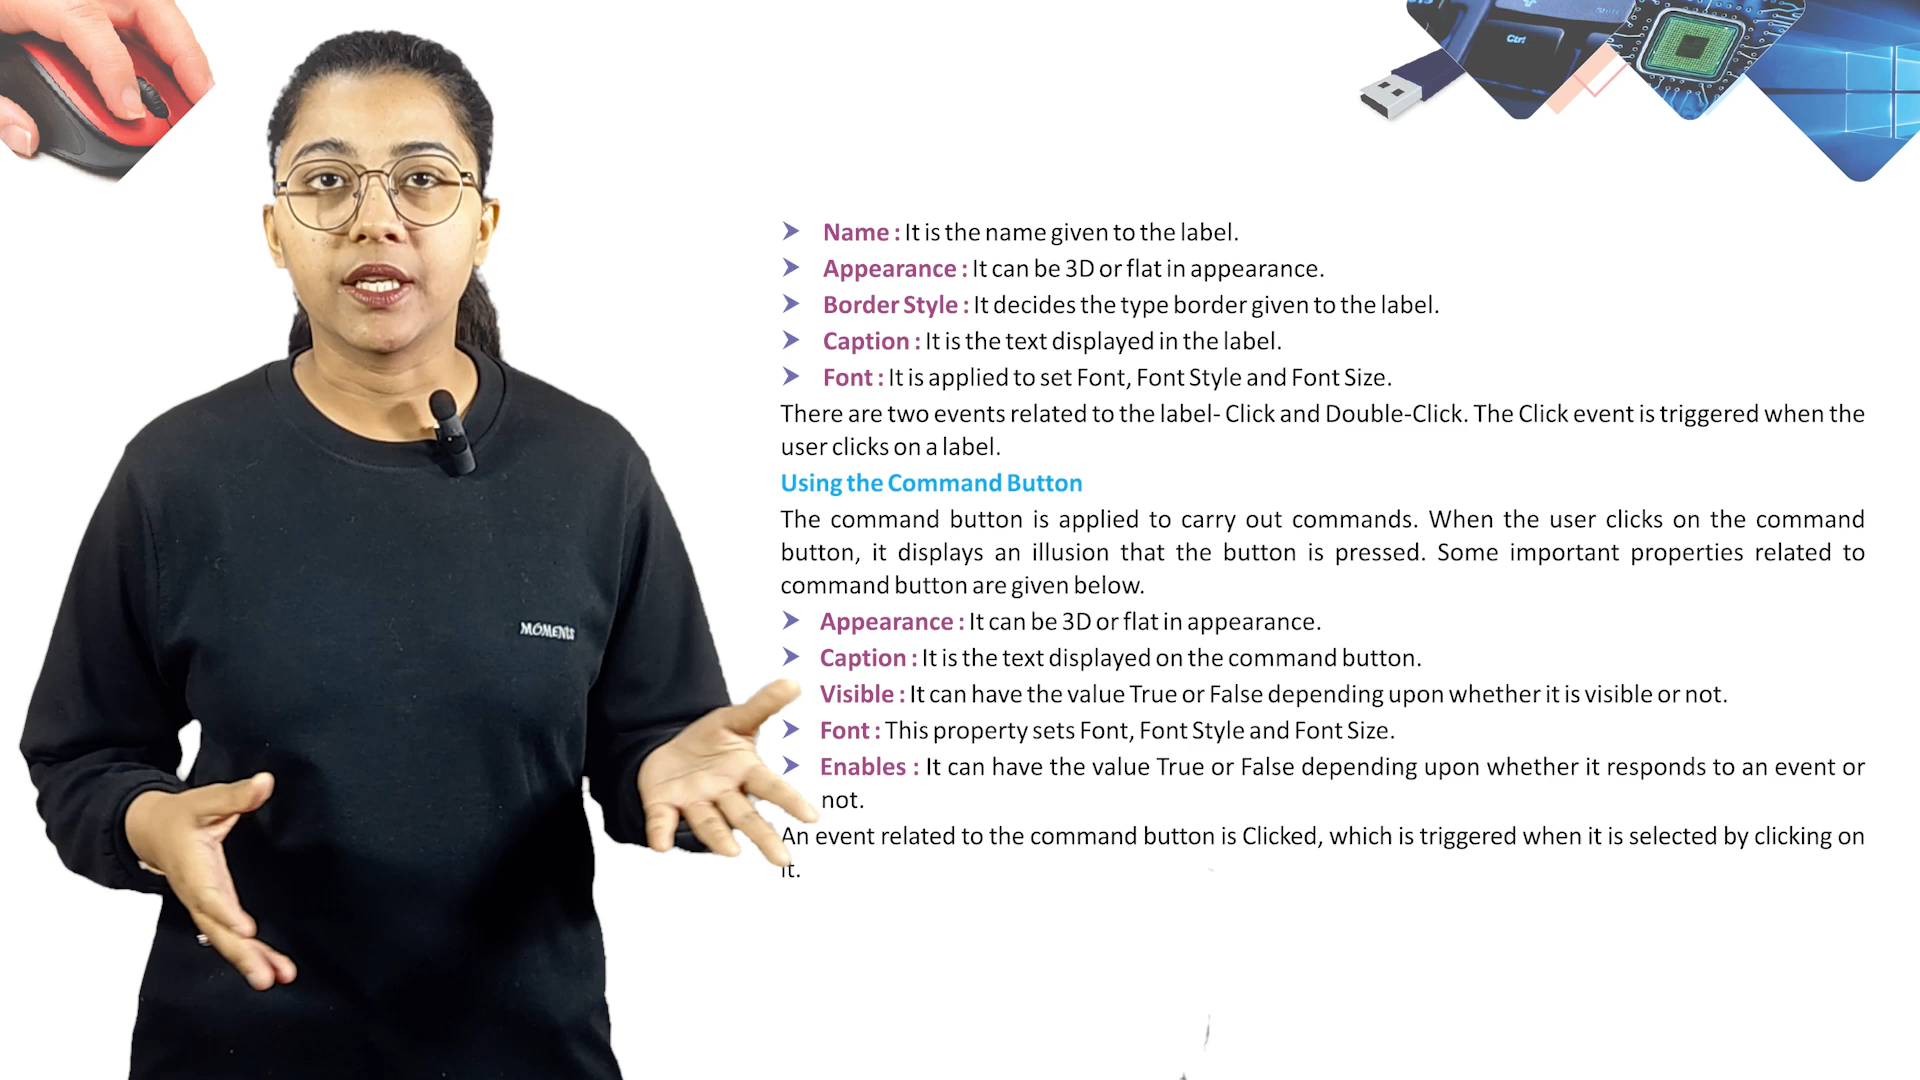 Ctrl
➤ Name : It is the name given to the label.
➤ Appearance : It can be 3D or flat in appearance.
➤ Border Style : It decides the type border given to the label.
➤ Caption : It is the text displayed in the label.
➤ Font : It is applied to set Font, Font Style and Font Size.
There are two events related to the label- Click and Double-Click. The Click event is triggered when the
user clicks on a label.
Using the Command Button
The command button is applied to carry out commands. When the user clicks on the command
button, it displays an illusion that the button is pressed. Some important properties related to
command button are given below.
➤ Appearance : It can be 3D or flat in appearance.
➤ Caption : It is the text displayed on the command button.
Visible : It can have the value True or False depending upon whether it is visible or not.
➤ Font : This property sets Font, Font Style and Font Size.
➤ Enables : It can have the value True or False depending upon whether it responds to an event or
not.
An event related to the command button is Clicked, which is triggered when it is selected by clicking on
it.
MOMENTS